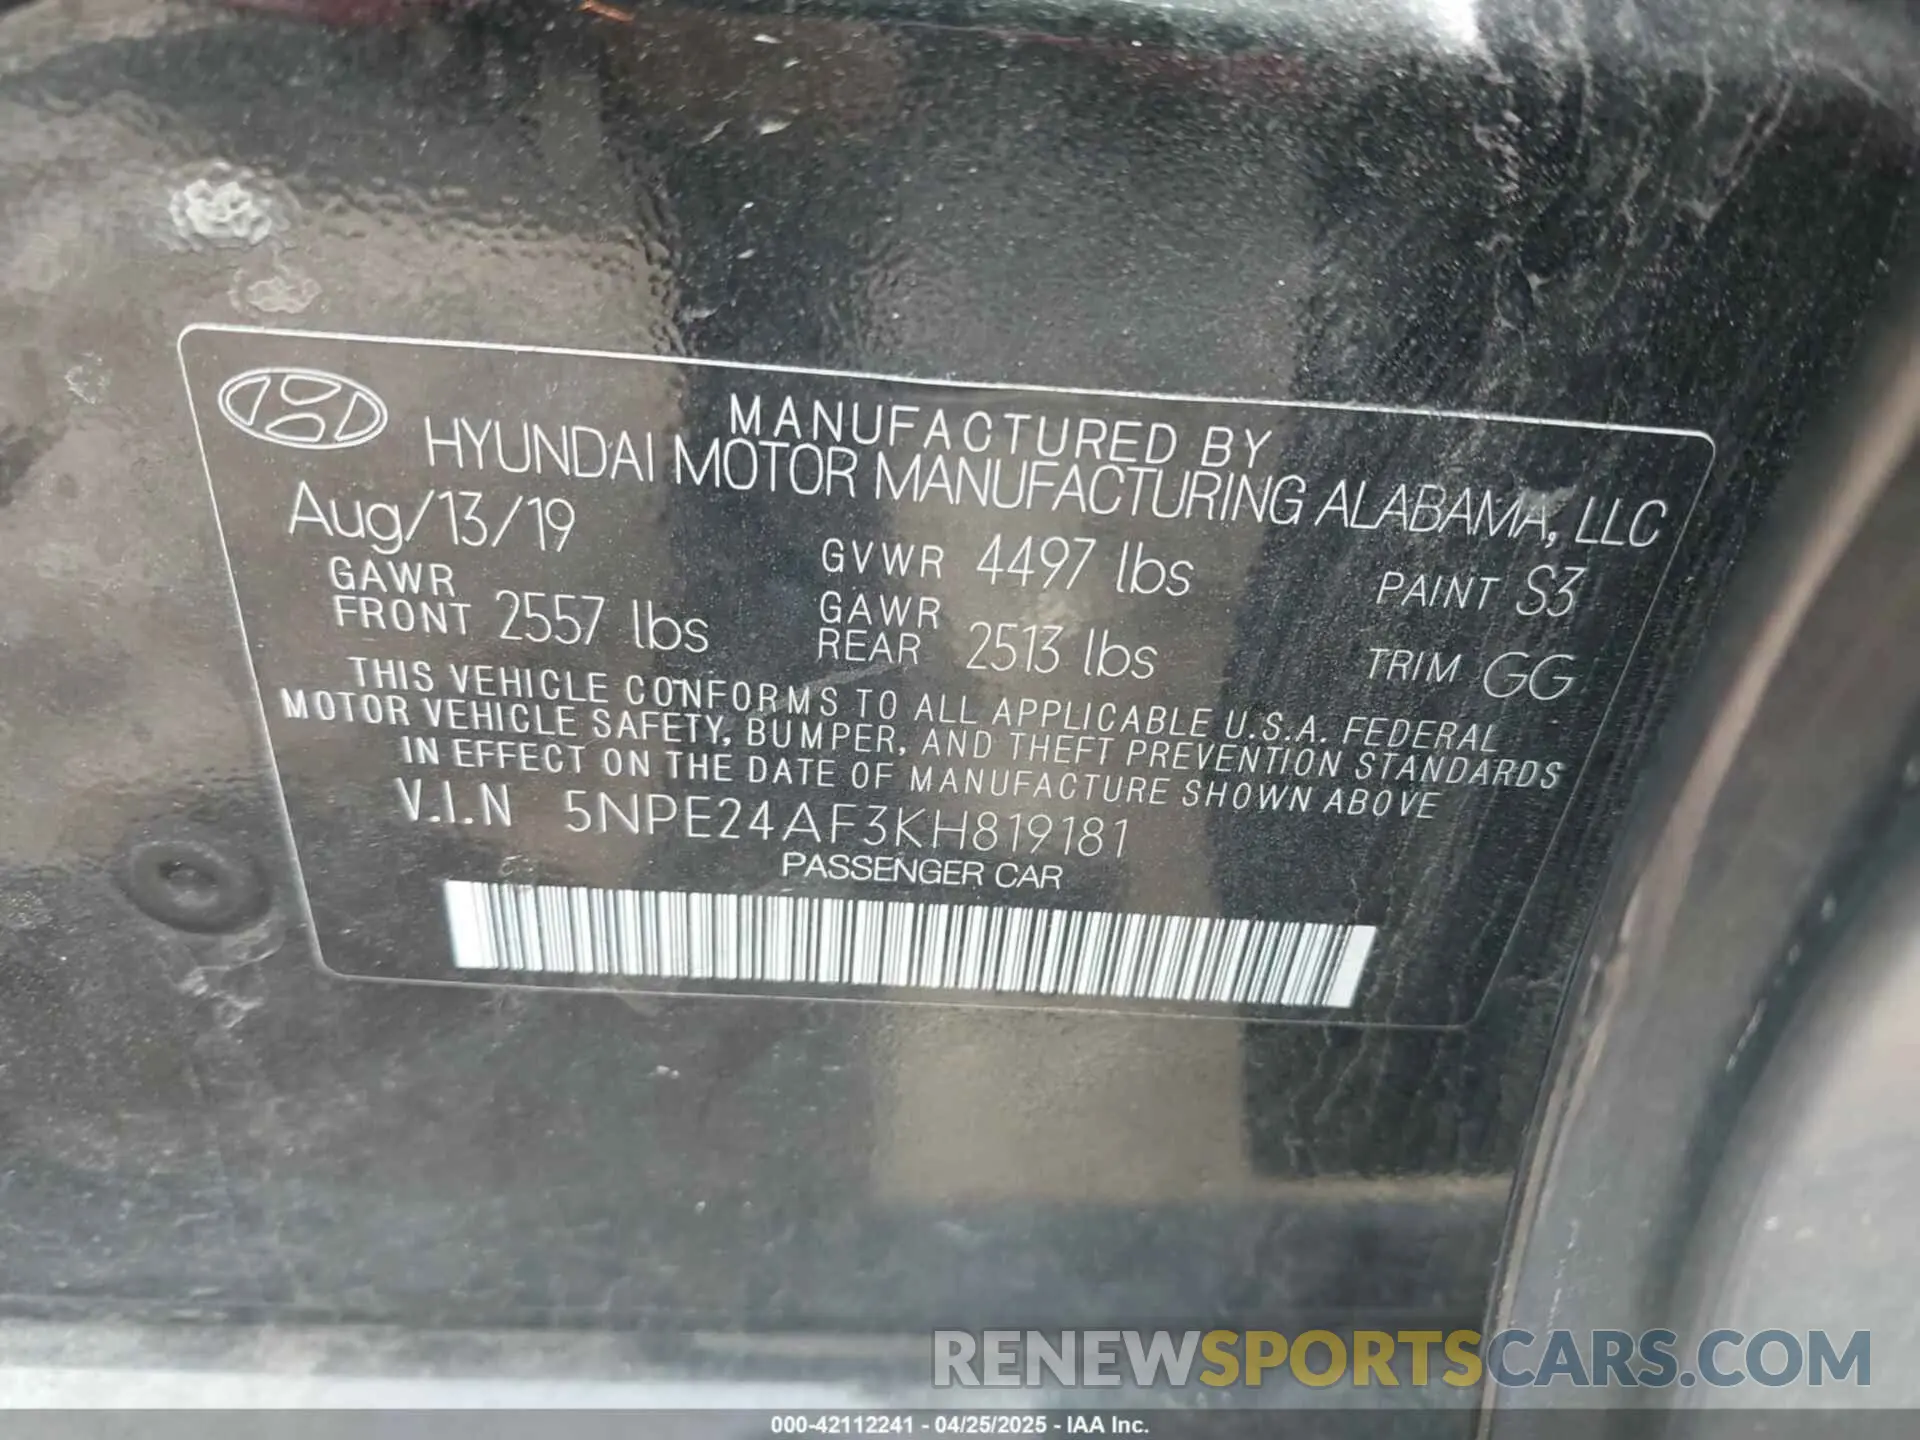 MANUFACTURED BY
HYUNDAI MOTOR MANUFACTURING ALABAMA, LLC
Aug/13/19
GVWR 4497 lbs
PAINT S3
GAWR FRONT 2557 lbs
GAWR REAR 2513 lbs
TRIM GG
THIS VEHICLE CONFORMS TO ALL APPLICABLE U.S.A. FEDERAL
MOTOR VEHICLE SAFETY, BUMPER, AND THEFT PREVENTION STANDARDS
IN EFFECT ON THE DATE OF MANUFACTURE SHOWN ABOVE
V.I.N 5NPE24AF3KH819181
PASSENGER CAR
RENEWSPORTSCARS.COM
000-42112241 - 04/25/2025 - IAA Inc.